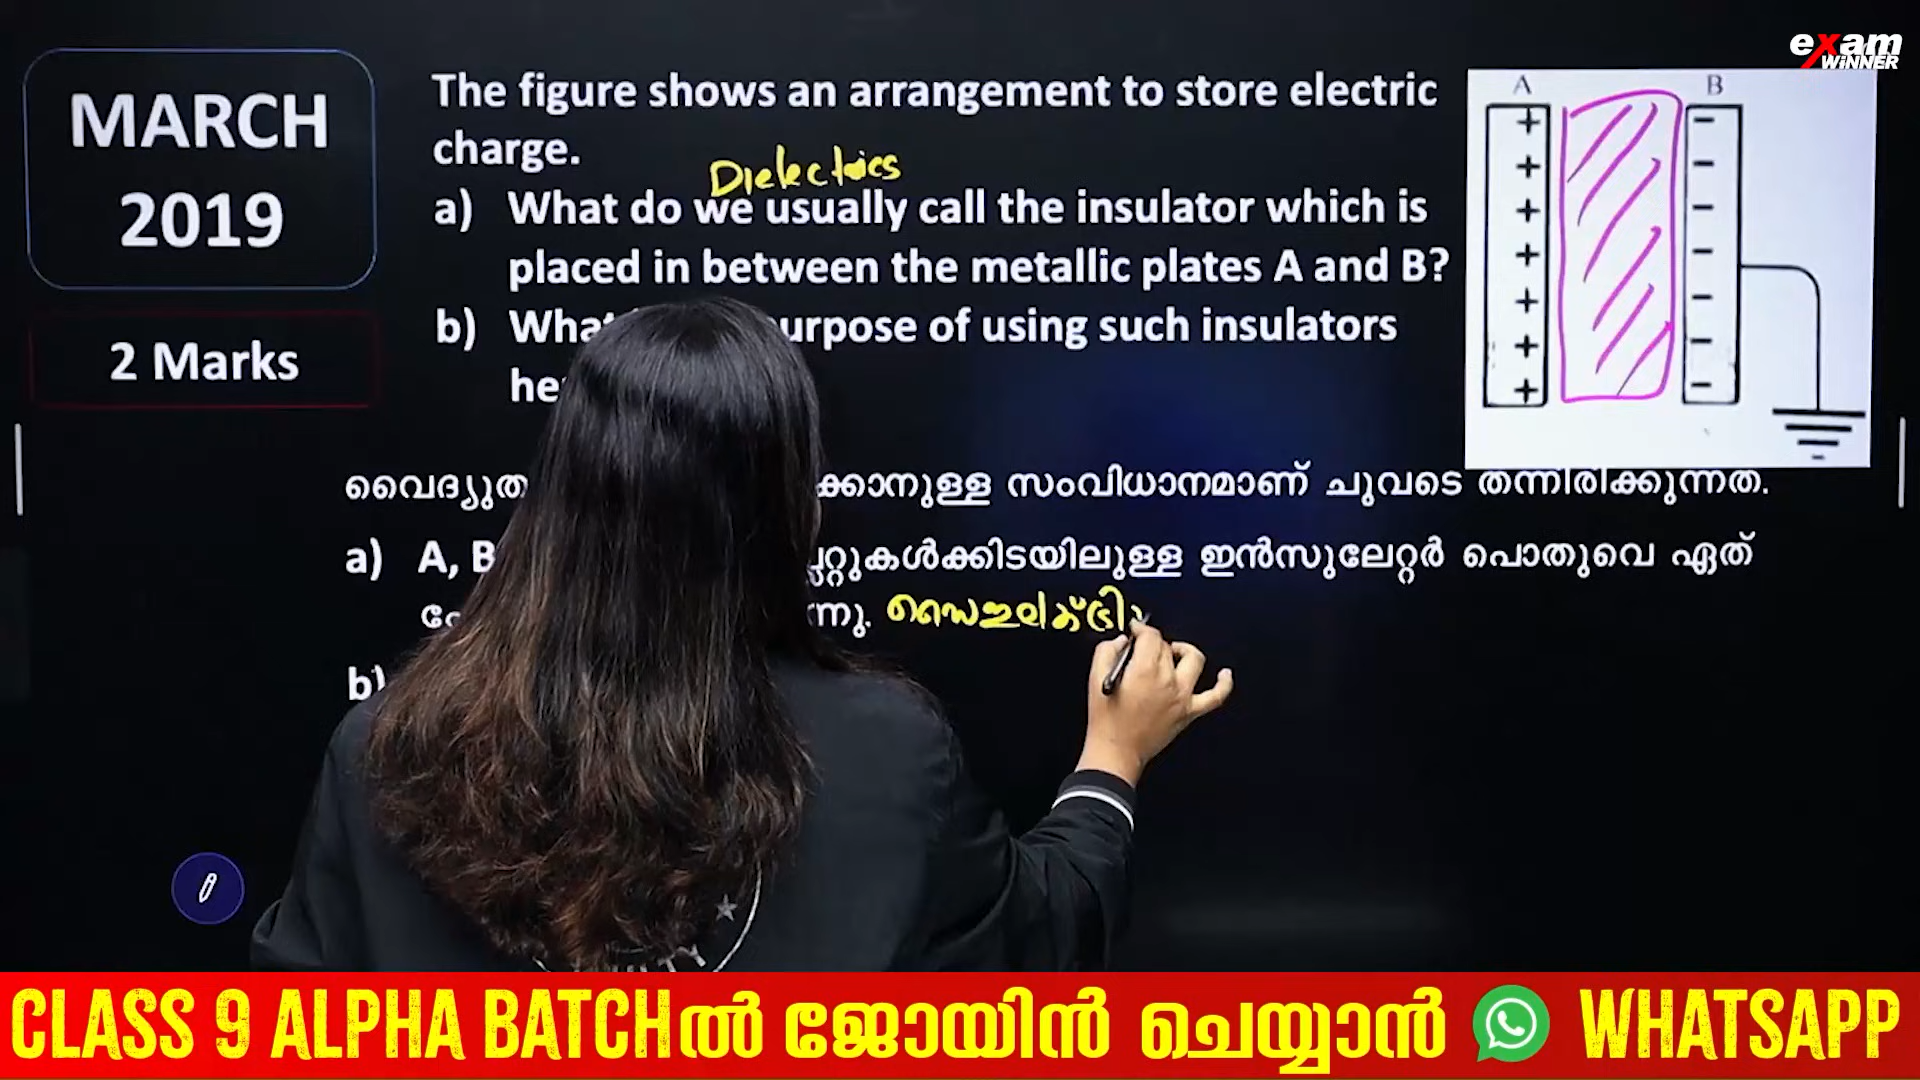 exam
WINNER
MARCH
2019
2 Marks
The figure shows an arrangement to store electric
charge.
Dielectrics
a) What do we usually call the insulator which is
placed in between the metallic plates A and B?
b) What urpose of using such insulators
he
A B
+ −
+ −
+ −
+ −
+ −
+ −
+ −
വൈദ്യുത ക്കാനുള്ള സംവിധാനമാണ് ചുവടെ തന്നിരിക്കുന്നത.
a) A, B പ്ലേറ്റുകൾക്കിടയിലുള്ള ഇൻസുലേറ്റർ പൊതുവെ ഏത്
ന്നു. ഡൈഇലക്ട്രി
b)
CLASS 9 ALPHA BATCHൽ ജോയിൻ ചെയ്യാൻ WHATSAPP